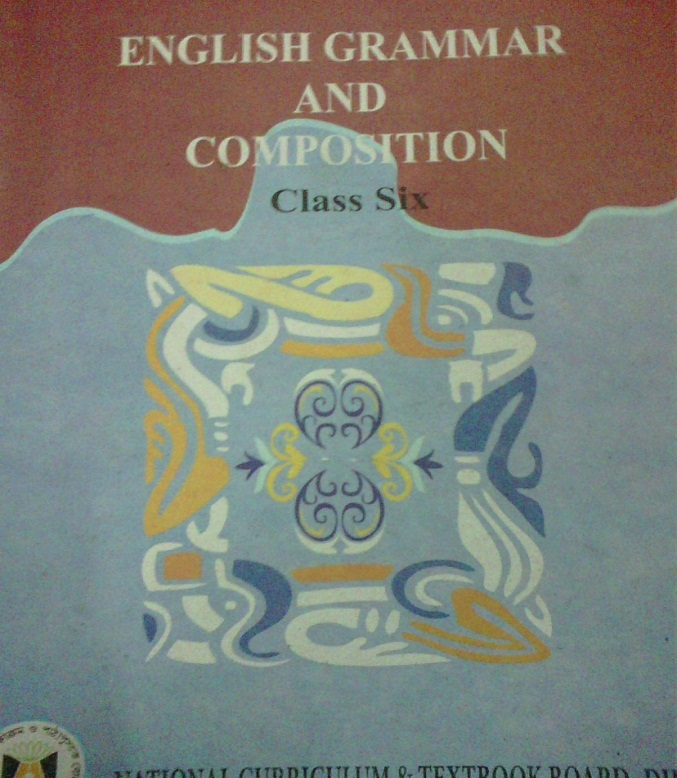 ENGLISH GRAMMAR
AND
COMPOSITION
Class Six
NATIONAL CURRICULUM & TEXTBOOK BOARD,